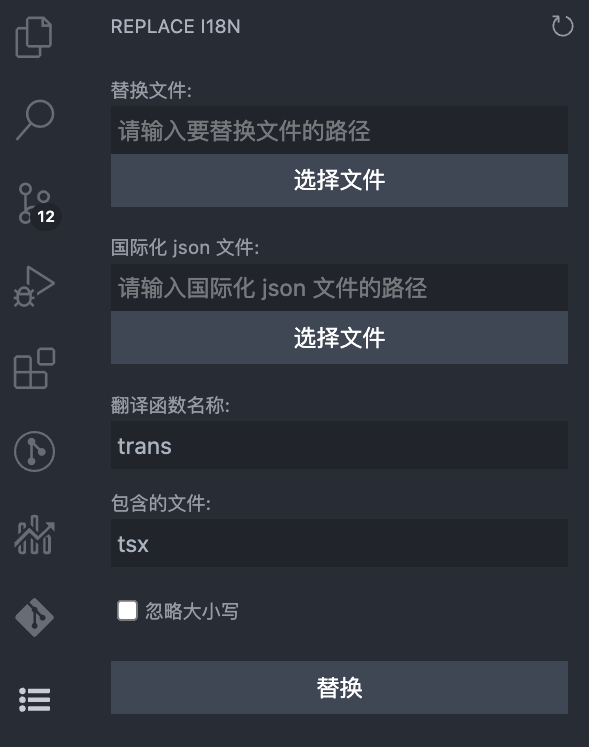 REPLACE I18N
替换文件:
请输入要替换文件的路径
选择文件
12
国际化 json 文件:
请输入国际化 json 文件的路径
选择文件
翻译函数名称:
trans
包含的文件:
tsx
忽略大小写
替换